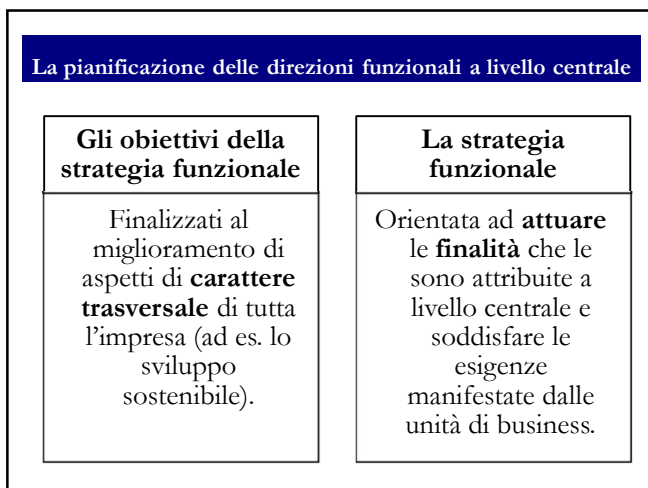 La pianificazione delle direzioni funzionali a livello centrale
Gli obiettivi della
strategia funzionale
Finalizzati al
miglioramento di
aspetti di carattere
trasversale di tutta
l’impresa (ad es. lo
sviluppo
sostenibile).
La strategia
funzionale
Orientata ad attuare
le finalità che le
sono attribuite a
livello centrale e
soddisfare le
esigenze
manifestate dalle
unità di business.